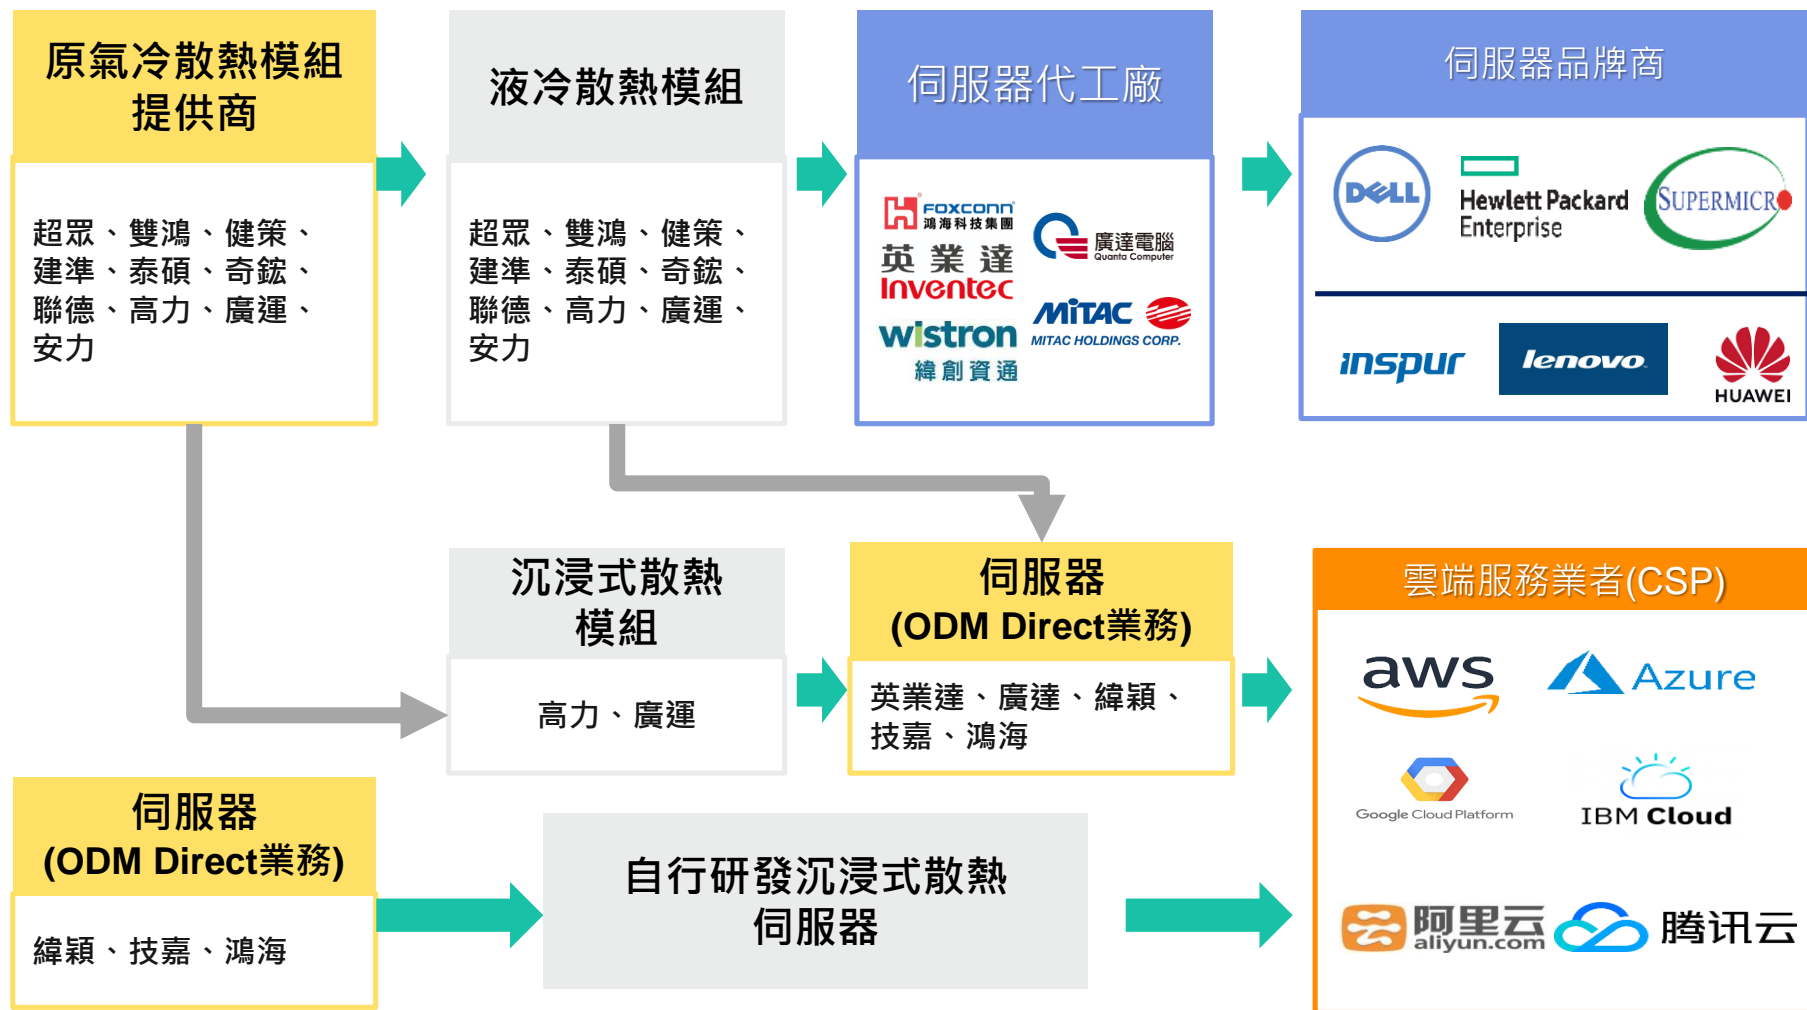 原氣冷散熱模組
提供商
超眾、雙鴻、健策、
建準、泰碩、奇鋐、
聯德、高力、廣運、
安力
液冷散熱模組
超眾、雙鴻、健策、
建準、泰碩、奇鋐、
聯德、高力、廣運、
安力
伺服器代工廠
FOXCONN
鴻海科技集團
廣達電腦
Quanta Computer
英業達
Inventec
MiTAC
MITAC HOLDINGS CORP.
wistron
緯創資通
伺服器品牌商
DELL
Hewlett Packard
Enterprise
SUPERMICRO
inspur
lenovo
HUAWEI
沉浸式散熱
模組
高力、廣運
伺服器
(ODM Direct業務)
英業達、廣達、緯穎、
技嘉、鴻海
雲端服務業者(CSP)
aws
Azure
Google Cloud Platform
IBM Cloud
阿里云
aliyun.com
腾讯云
伺服器
(ODM Direct業務)
緯穎、技嘉、鴻海
自行研發沉浸式散熱
伺服器